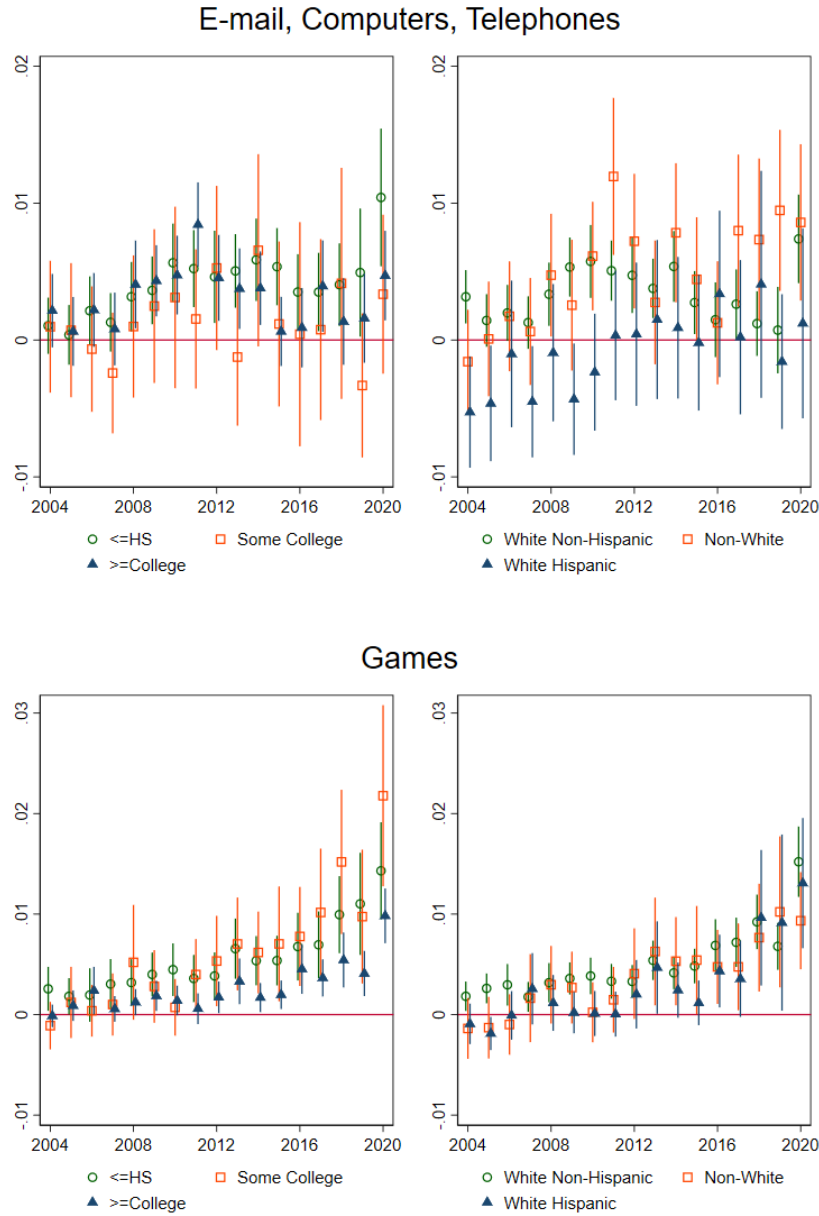 E-mail, Computers, Telephones
.02 .02
.01 .01
0 0
-.01 -.01
2004 2008 2012 2016 2020 2004 2008 2012 2016 2020
<=HS Some College White Non-Hispanic Non-White
>=College White Hispanic
Games
.03 .03
.02 .02
.01 .01
0 0
-.01 -.01
2004 2008 2012 2016 2020 2004 2008 2012 2016 2020
<=HS Some College White Non-Hispanic Non-White
>=College White Hispanic